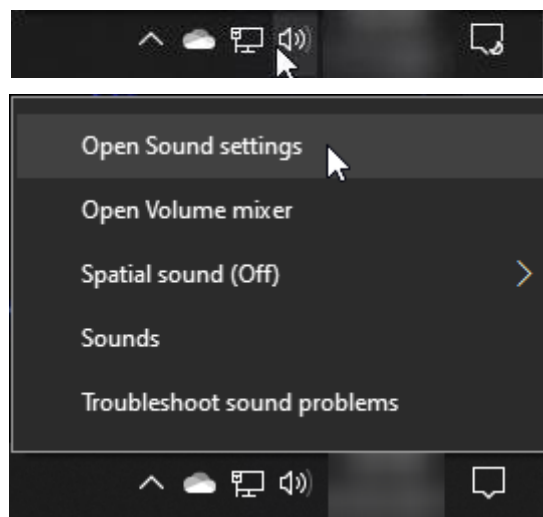 Open Sound settings
Open Volume mixer
Spatial sound (Off)
Sounds
Troubleshoot sound problems